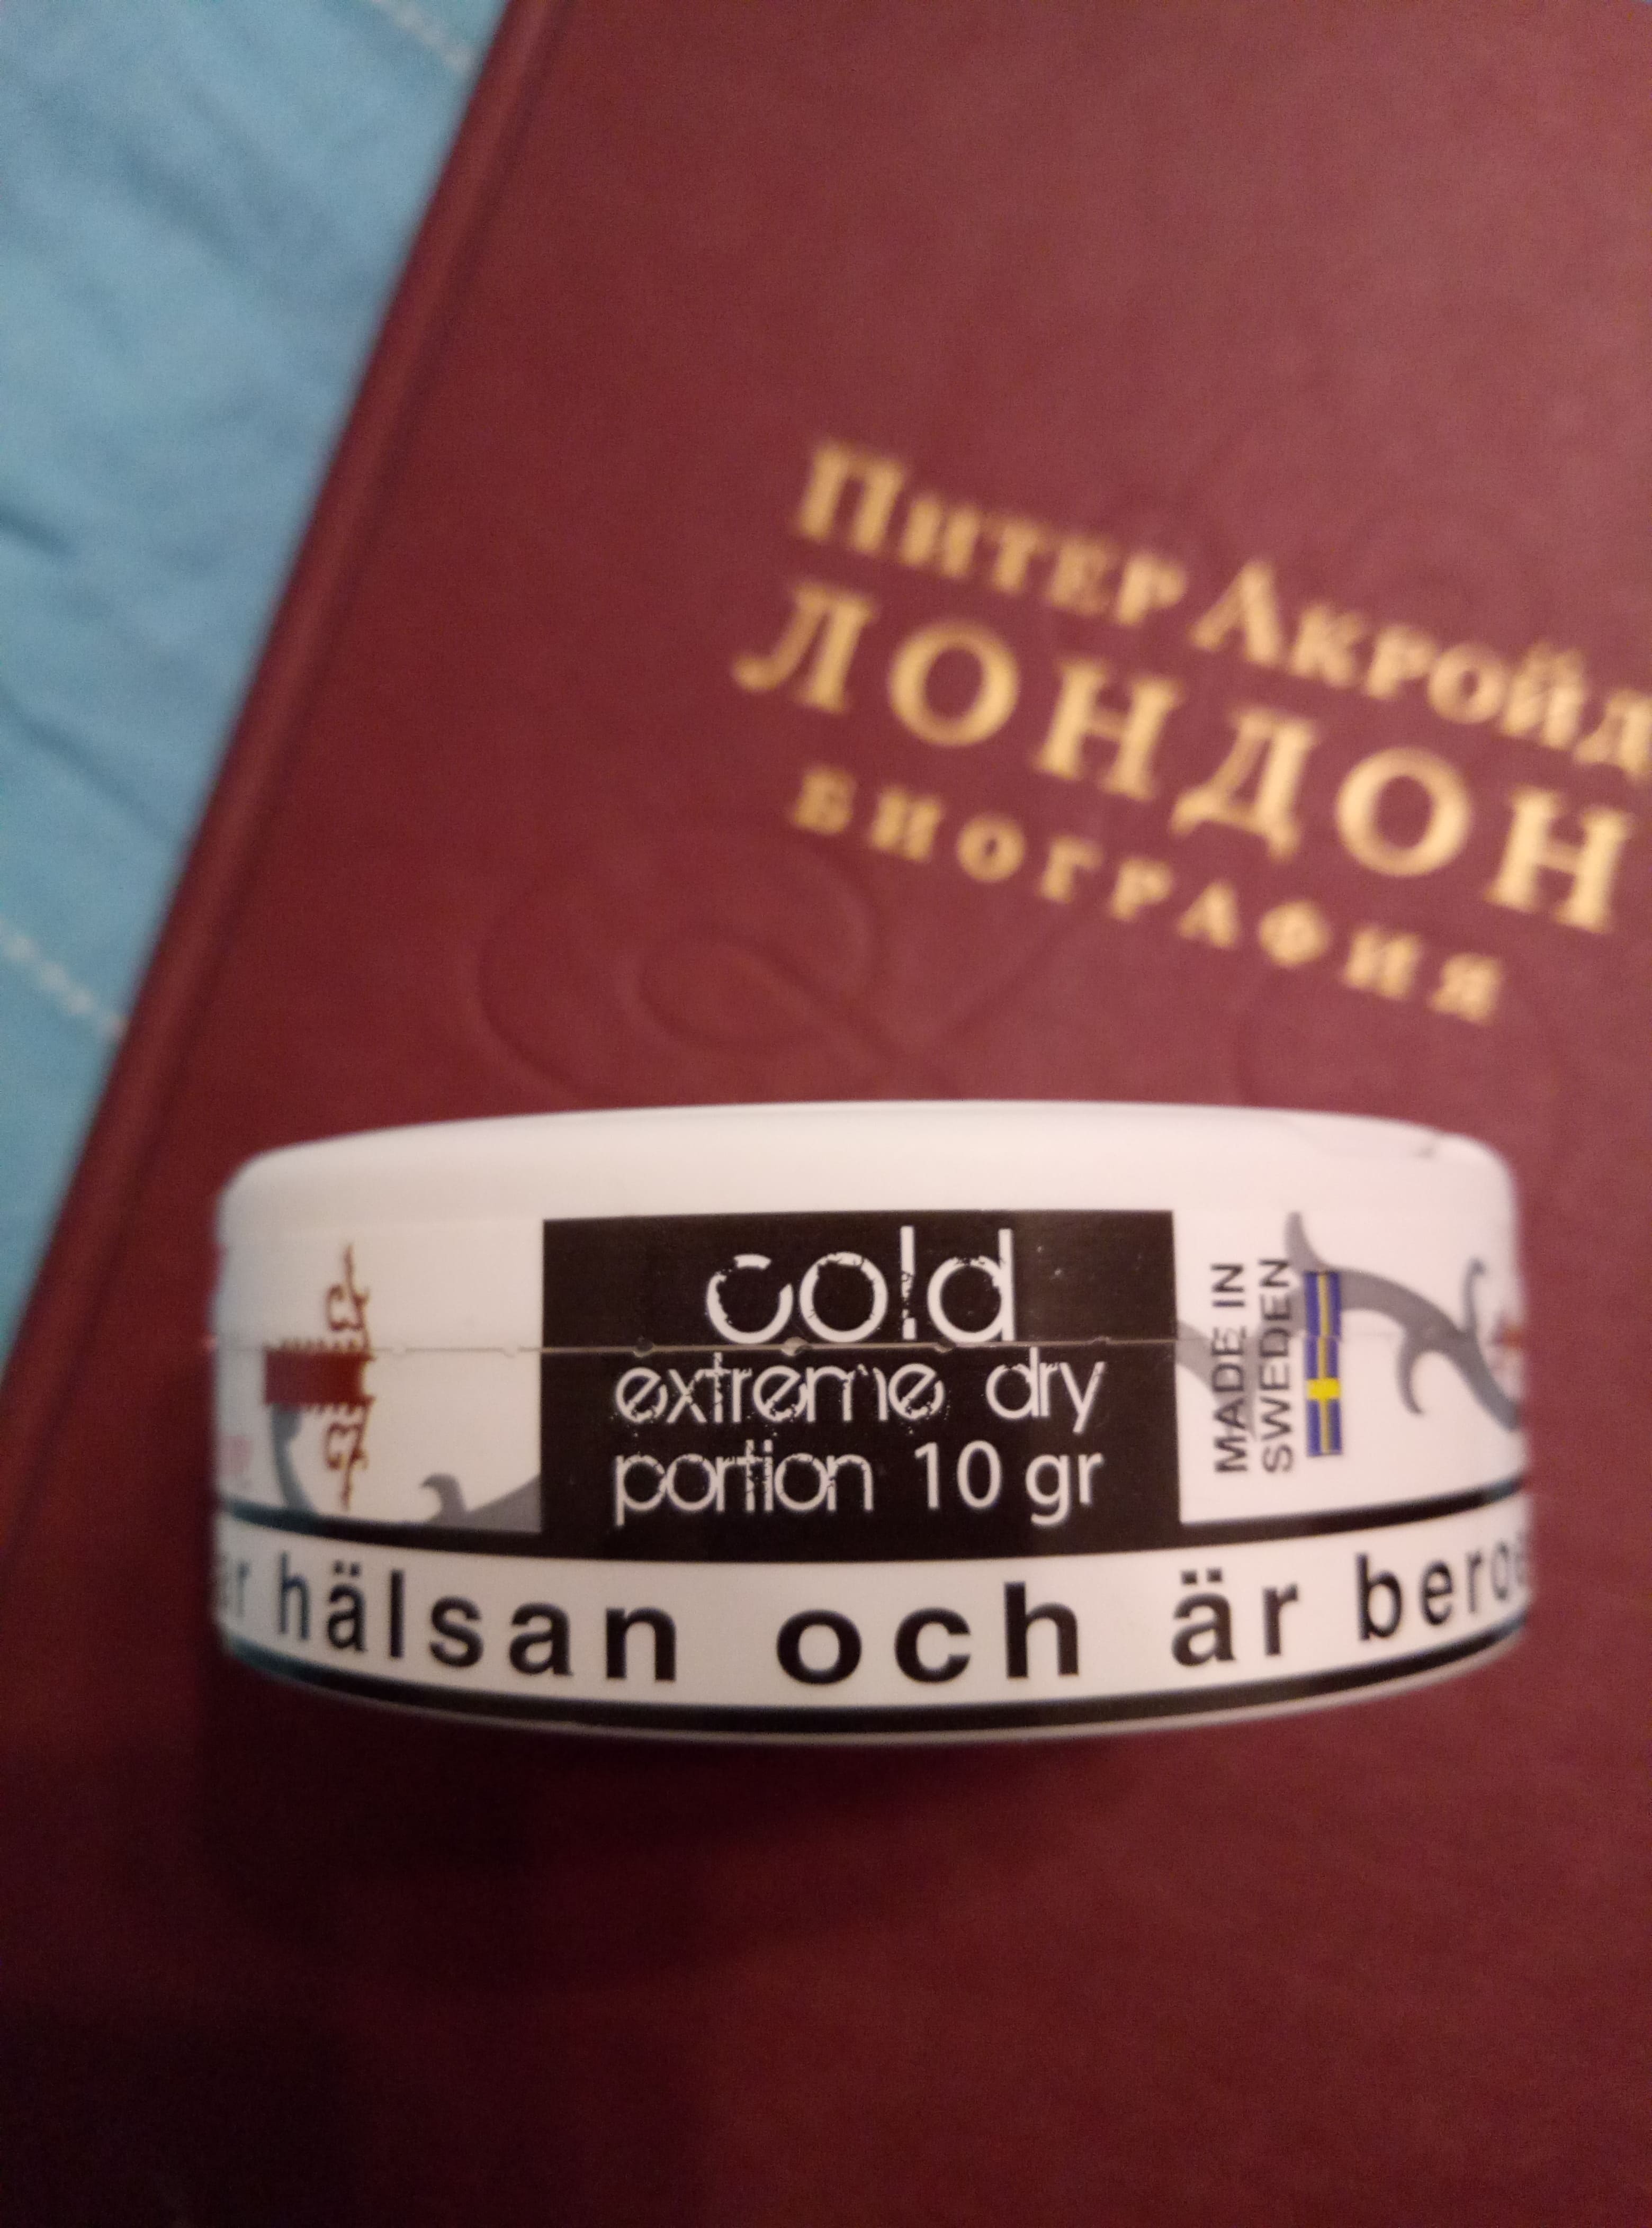 Питер Акройд
ЛОНДОН
БИОГРАФИЯ
cold
extreme dry
portion 10 gr
MADE IN
SWEDEN
hälsan och är